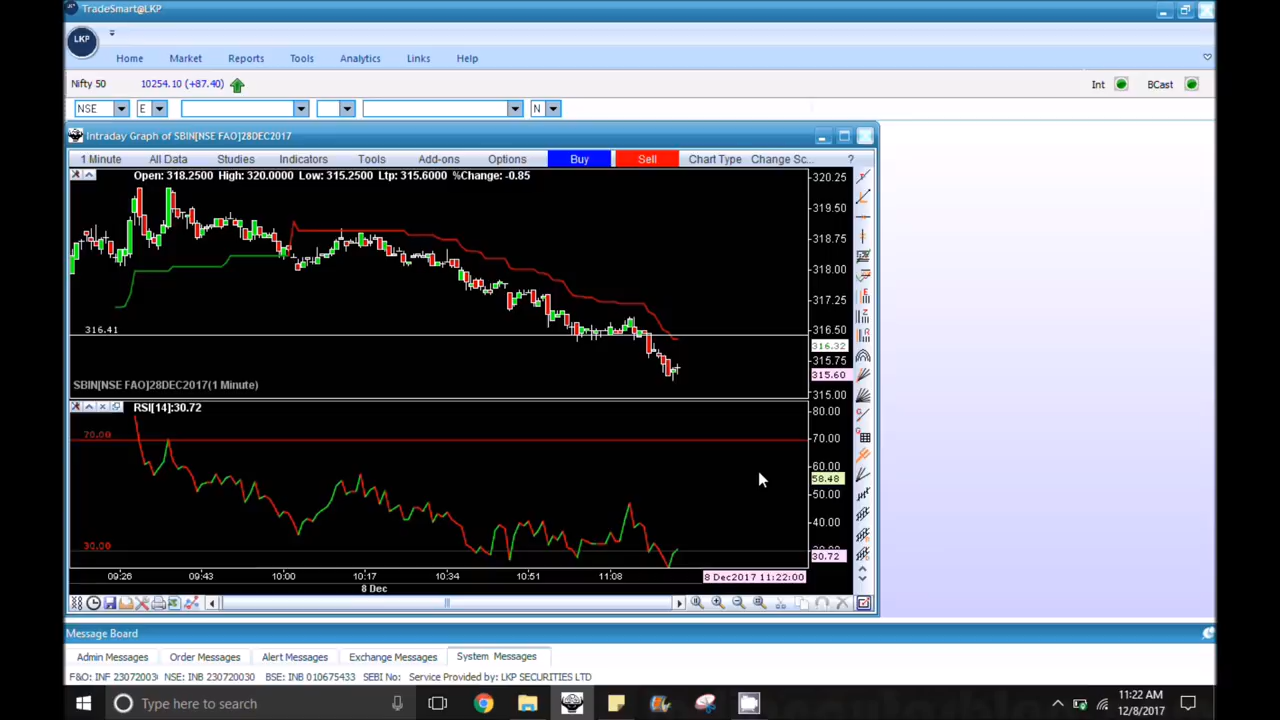 TradeSmart@LKP
LKP
Home Market Reports Tools Analytics Links Help
Nifty 50 10254.10 (+87.40) Int BCast
NSE E N
Intraday Graph of SBIN[NSE FAO]28DEC2017
1 Minute All Data Studies Indicators Tools Add-ons Options Buy Sell Chart Type Change Sc... ?
Open: 318.2500 High: 320.0000 Low: 315.2500 Ltp: 315.6000 %Change: -0.85
320.25
319.50
318.75
318.00
317.25
316.50
316.41
316.32
315.75
315.60
SBIN[NSE FAO]28DEC2017(1 Minute)
315.00
RSI[14]:30.72
80.00
70.00 70.00
60.00
58.48
50.00
40.00
30.00
30.72
09:26 09:43 10:00 10:17 10:34 10:51 11:08 8 Dec2017 11:22:00
8 Dec
Message Board
Admin Messages Order Messages Alert Messages Exchange Messages System Messages
F&O: INF 23072003 NSE: INB 230720030 BSE: INB 010675433 SEBI No: Service Provided by: LKP SECURITIES LTD
Type here to search
11:22 AM
12/8/2017